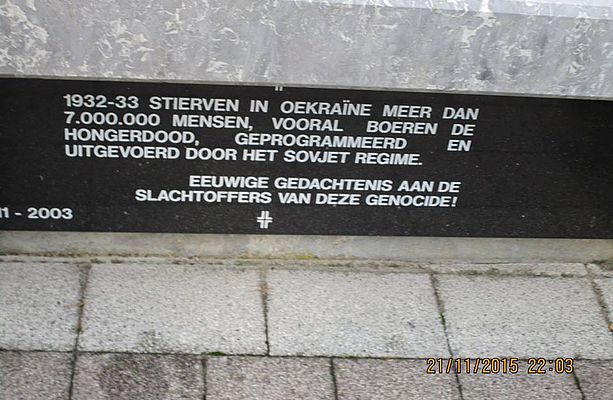 1932-33 STIERVEN IN OEKRAÏNE MEER DAN
7.000.000 MENSEN, VOORAL BOEREN DE
HONGERDOOD, GEPROGRAMMEERD EN
UITGEVOERD DOOR HET SOVJET REGIME.
EEUWIGE GEDACHTENIS AAN DE
SLACHTOFFERS VAN DEZE GENOCIDE!
11 - 2003
21/11/2015 22:03